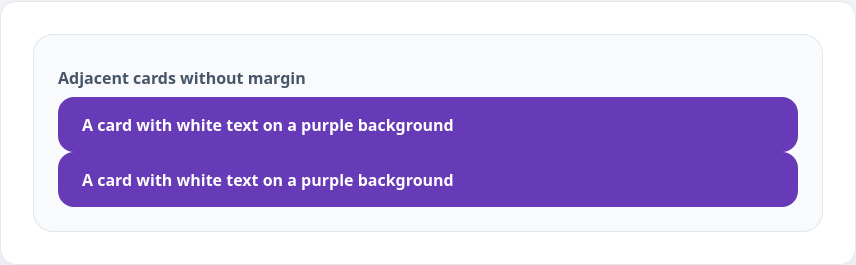 Adjacent cards without margin
A card with white text on a purple background
A card with white text on a purple background